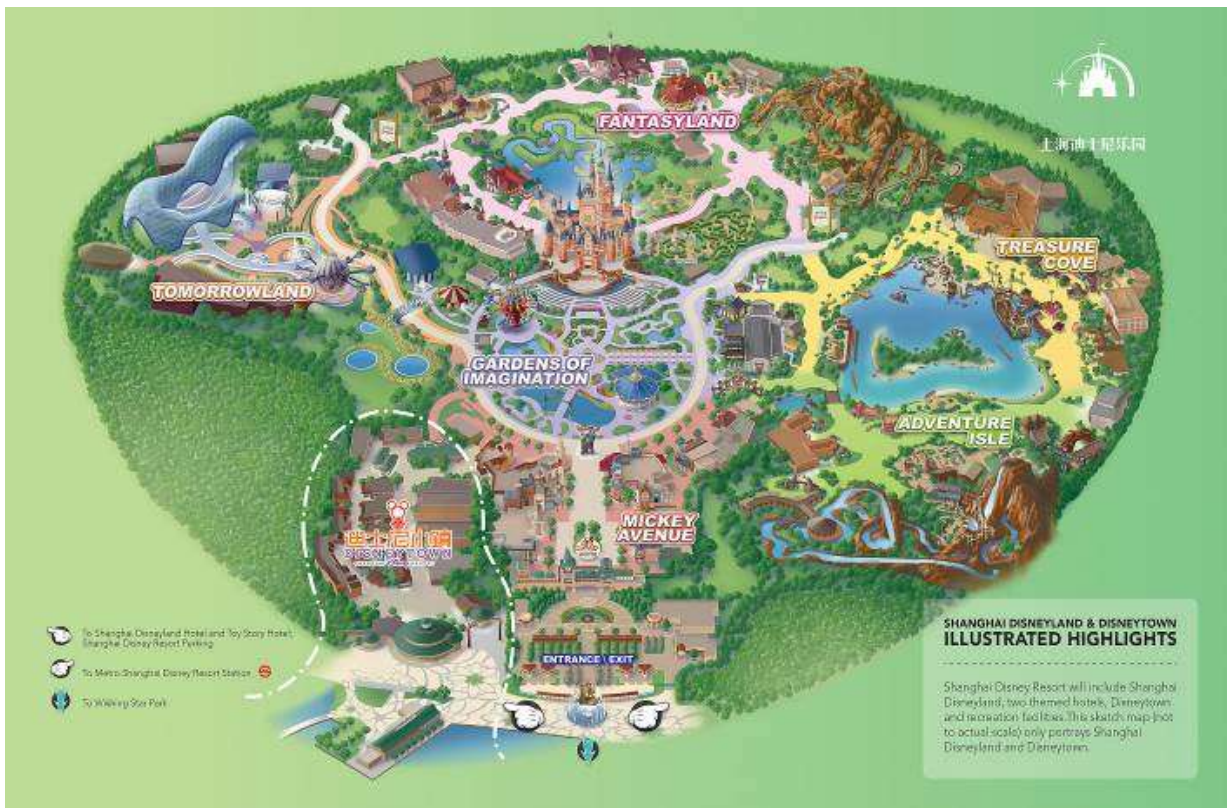 上海迪士尼乐园
FANTASYLAND
TREASURE
COVE
TOMORROWLAND
GARDENS OF
IMAGINATION
ADVENTURE
ISLE
MICKEY
AVENUE
迪士尼小镇
DISNEYTOWN
ENTRANCE \ EXIT
To Shanghai Disneyland Hotel and Toy Story Hotel,
Shanghai Disney Resort Parking
To Metro Shanghai Disney Resort Station
To Wishing Star Park
SHANGHAI DISNEYLAND & DISNEYTOWN
ILLUSTRATED HIGHLIGHTS
Shanghai Disney Resort will include Shanghai
Disneyland, two themed hotels, Disneytown
and recreation facilities. This sketch map (not
to actual scale) only portrays Shanghai
Disneyland and Disneytown.